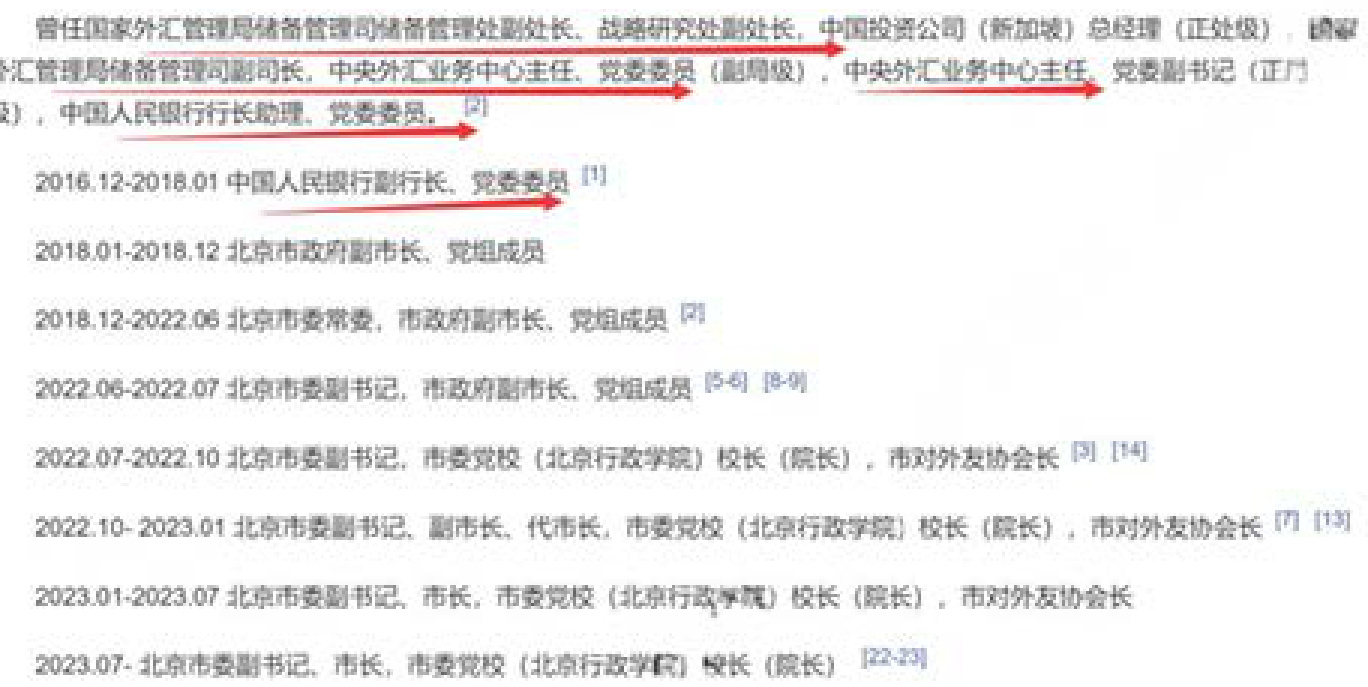 曾任国家外汇管理局储备管理司储备管理处副处长、战略研究处副处长，中国投资公司（新加坡）总经理（正处级），
外汇管理局储备管理司副司长、中央外汇业务中心主任、党委委员（副局级），中央外汇业务中心主任、党委副书记（正
级），中国人民银行行长助理、党委委员。 [2]
2016.12-2018.01 中国人民银行副行长、党委委员 [1]
2018.01-2018.12 北京市政府副市长、党组成员
2018.12-2022.06 北京市委常委，市政府副市长、党组成员 [2]
2022.06-2022.07 北京市委副书记，市政府副市长、党组成员 [5-6] [8-9]
2022.07-2022.10 北京市委副书记，市委党校（北京行政学院）校长（院长），市对外友协会长 [3] [14]
2022.10- 2023.01 北京市委副书记、副市长、代市长，市委党校（北京行政学院）校长（院长），市对外友协会长 [7] [13]
2023.01-2023.07 北京市委副书记、市长，市委党校（北京行政学院）校长（院长），市对外友协会长
2023.07- 北京市委副书记、市长，市委党校（北京行政学院）校长（院长） [22-23]